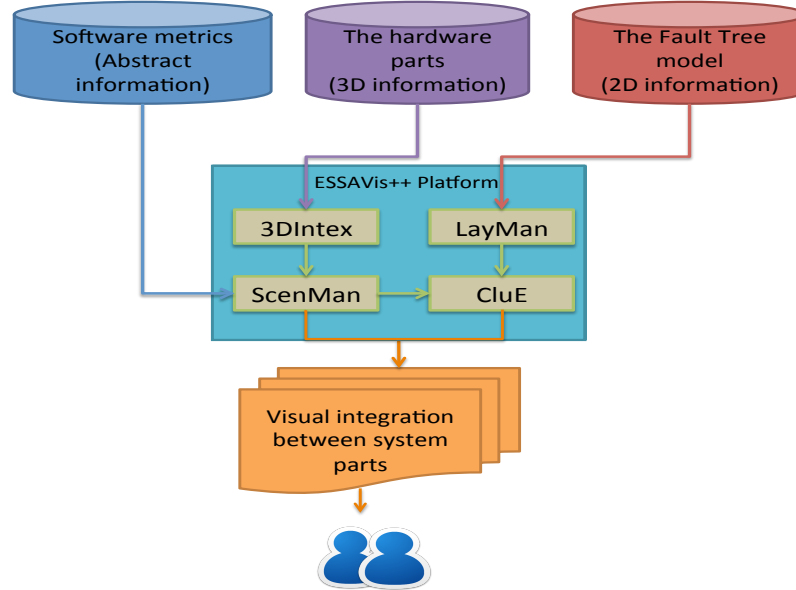 Software metrics
(Abstract
information)
The hardware
parts
(3D information)
The Fault Tree
model
(2D information)
ESSAVis++ Platform
3DIntex
LayMan
ScenMan
CluE
Visual integration
between system
parts